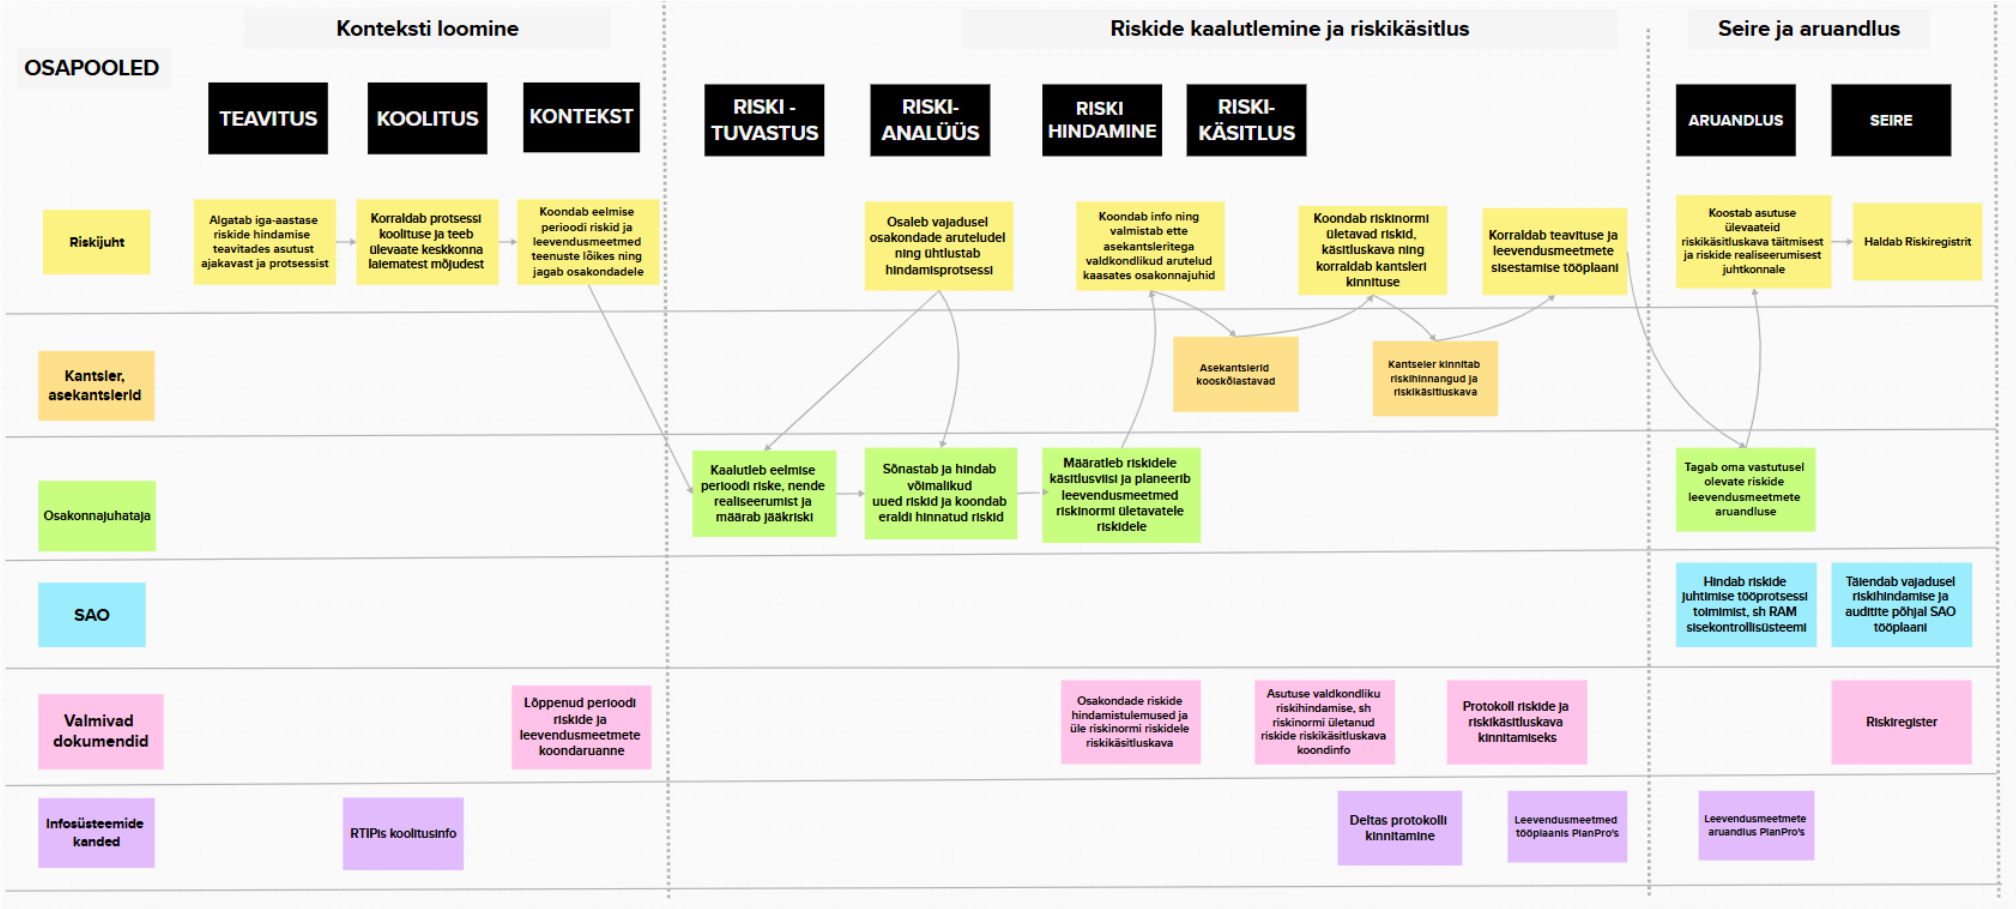 Konteksti loomine
Riskide kaalutlemine ja riskikäsitlus
Seire ja aruandlus
OSAPOOLED
TEAVITUS
KOOLITUS
KONTEKST
RISKI -
TUVASTUS
RISKI-
ANALÜÜS
RISKI
HINDAMINE
RISKI-
KÄSITLUS
ARUANDLUS
SEIRE
Riskijuht
Algatab iga-aastase
riskide hindamise
teavitades asutust
ajakavast ja protsessist
Korraldab protsessi
koolituse ja teeb
ülevaate keskkonna
laiematest mõjudest
Koondab eelmise
perioodi riskid ja
leevendusmeetmed
teenuste lõikes ning
jagab osakondadele
Osaleb vajadusel
osakondade aruteludel
ning ühtlustab
hindamisprotsessi
Koondab info ning
valmistab ette
asekantsleritega
valdkondlikud arutelud
kaasates osakonnajuhid
Koondab riskinormi
ületavad riskid,
käsitluskava ning
korraldab kantsleri
kinnituse
Korraldab teavituse ja
leevendusmeetmete
sisestamise tööplaani
Koostab asutuse
ülevaateid
riskikäsitluskava täitmisest
ja riskide realiseerumisest
juhtkonnale
Haldab Riskiregistrit
Kantsler,
asekantslerid
Asekantslerid
kooskõlastavad
Kantseler kinnitab
riskihinnangud ja
riskikäsitluskava
Osakonnajuhataja
Kaalutleb eelmise
perioodi riske, nende
realiseerumist ja
määrab jääkriski
Sõnastab ja hindab
võimalikud
uued riskid ja koondab
eraldi hinnatud riskid
Määratleb riskidele
käsitlusviisi ja planeerib
leevendusmeetmed
riskinormi ületavatele
riskidele
Tagab oma vastutusel
olevate riskide
leevendusmeetmete
aruandluse
SAO
Hindab riskide
juhtimise tööprotsessi
toimimist, sh RAM
sisekontrollisüsteemi
Täiendab vajadusel
riskihindamise ja
auditite põhjal SAO
tööplaani
Valmivad
dokumendid
Lõppenud perioodi
riskide ja
leevendusmeetmete
koondaruanne
Osakondade riskide
hindamistulemused ja
üle riskinormi riskidele
riskikäsitluskava
Asutuse valdkondliku
riskihindamise, sh
riskinormi ületanud
riskide riskikäsitluskava
koondinfo
Protokoll riskide ja
riskikäsitluskava
kinnitamiseks
Riskiregister
Infosüsteemide
kanded
RTIPis koolitusinfo
Deltas protokolli
kinnitamine
Leevendusmeetmed
tööplaanis PlanPro's
Leevendusmeetmete
aruandlus PlanPro's